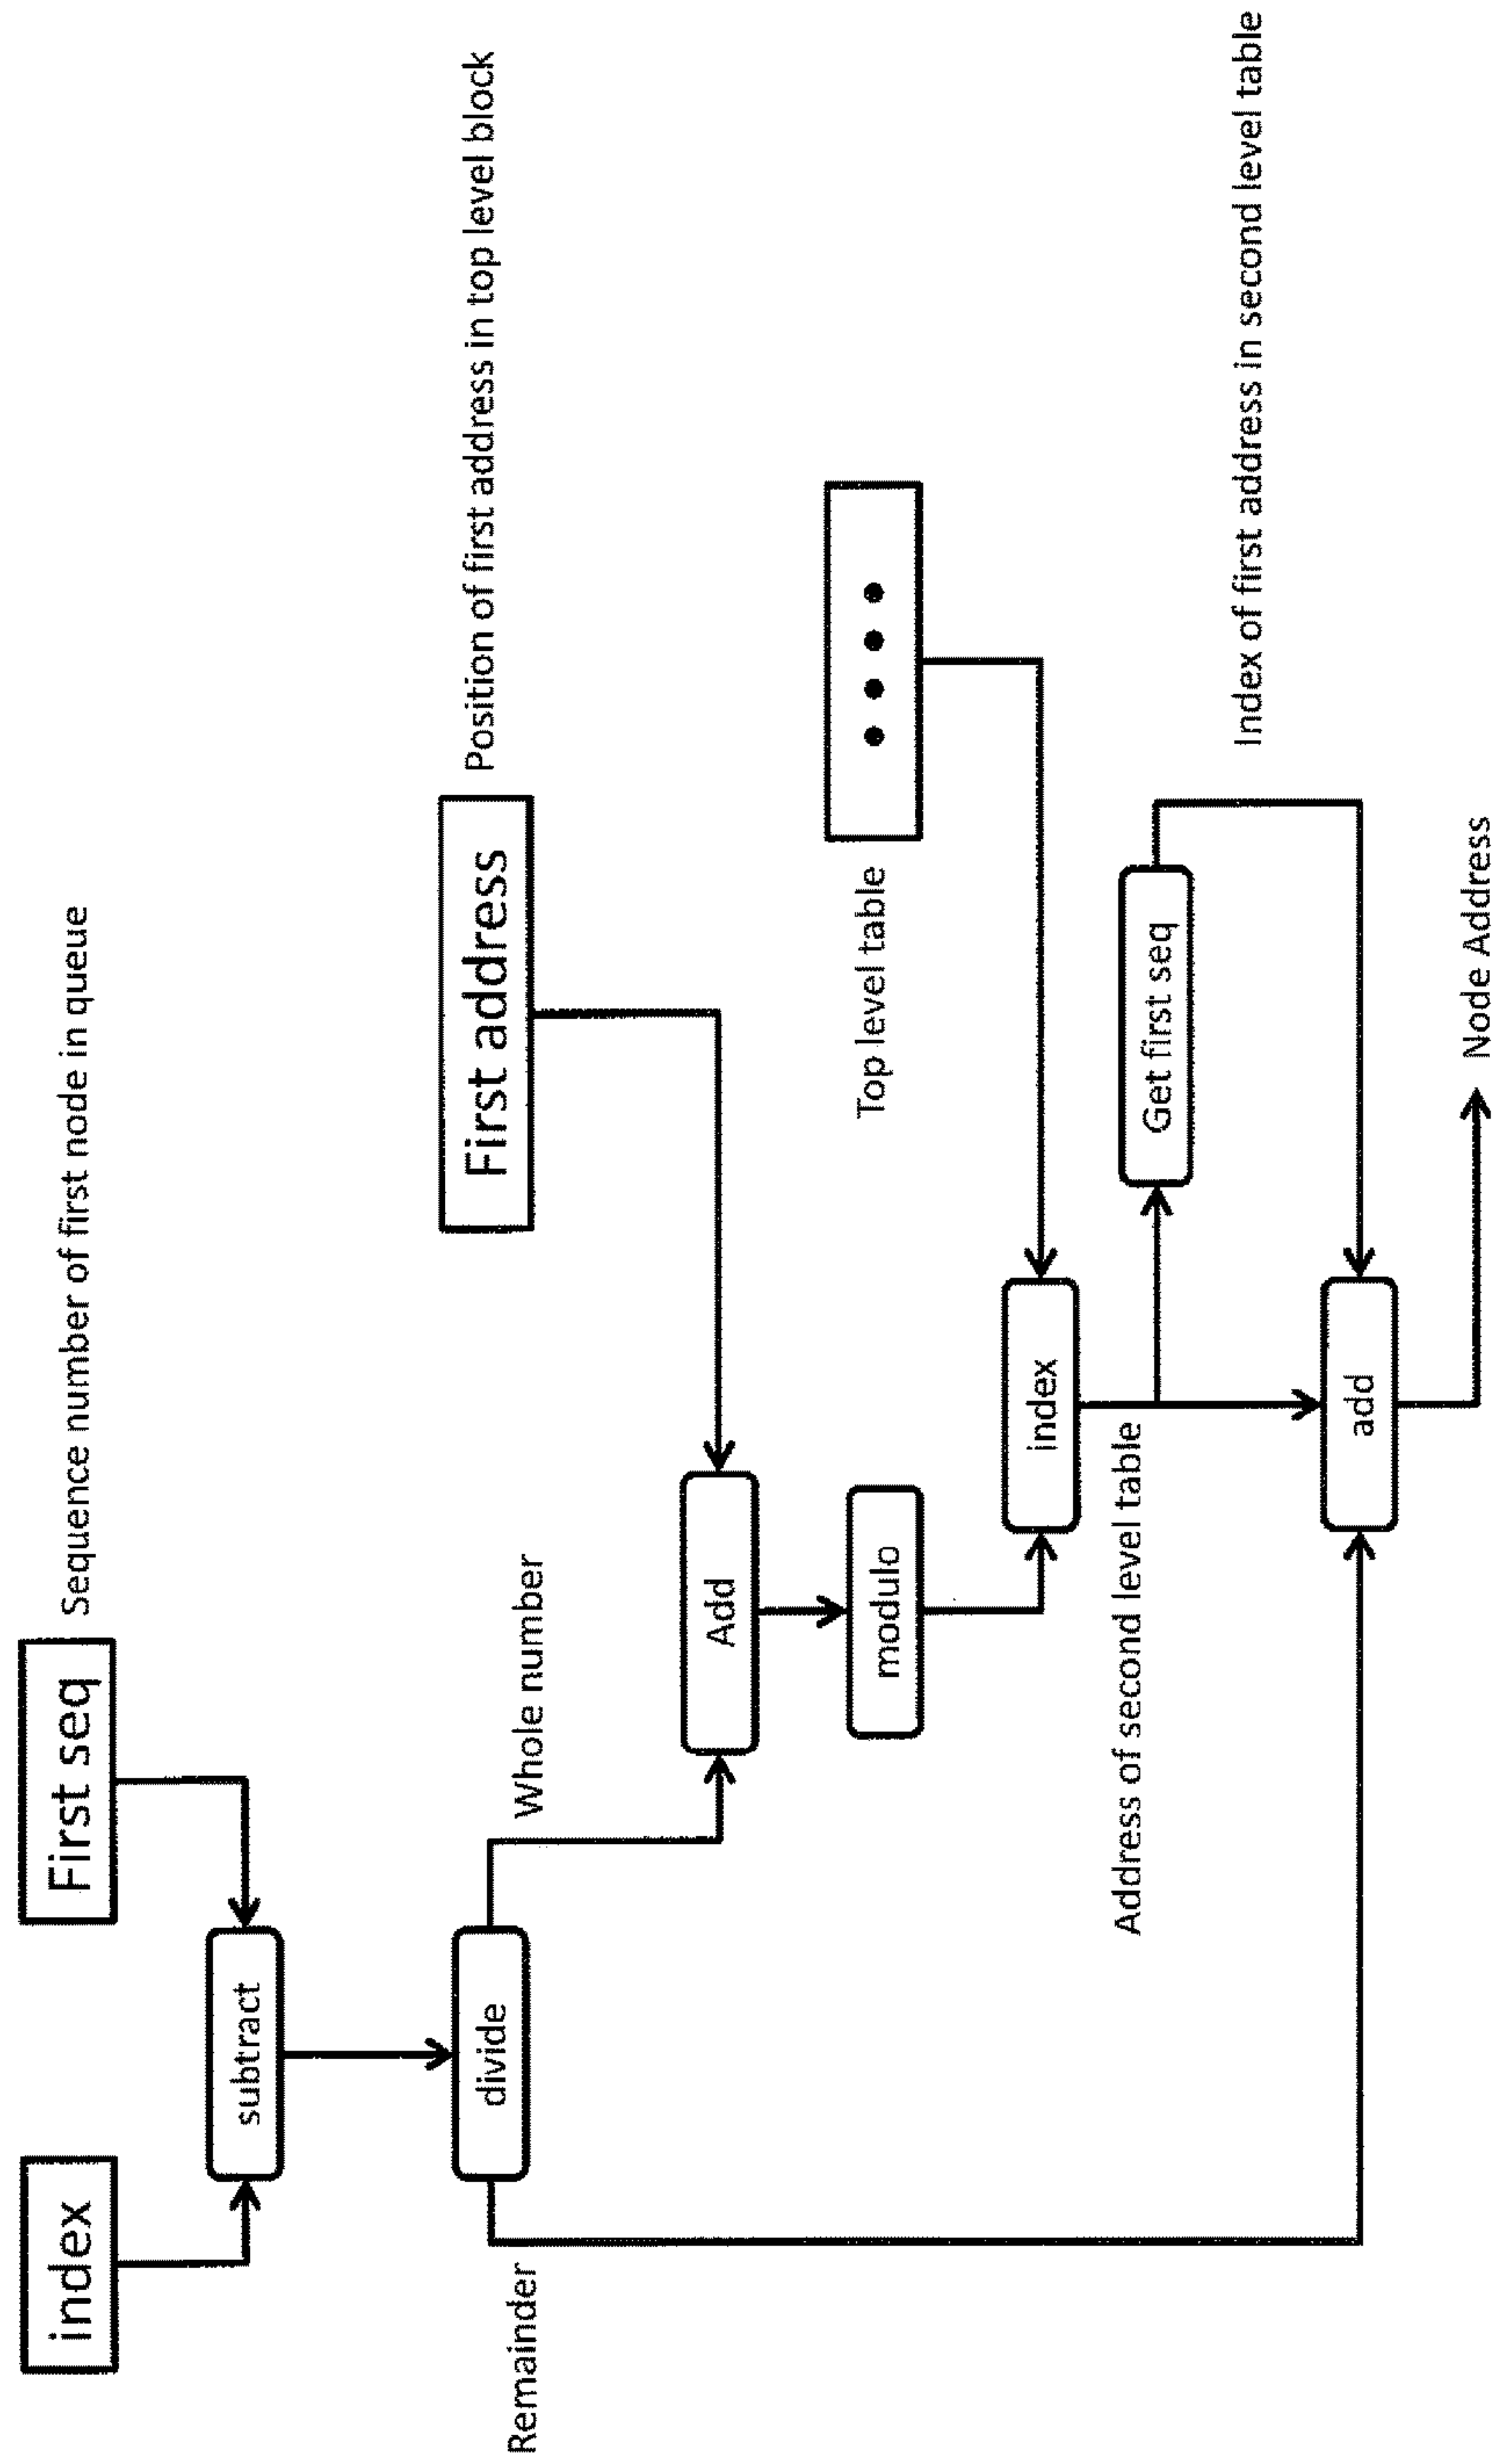 index
First seq
Sequence number of first node in queue
subtract
divide
Remainder
Whole number
First address
Position of first address in top level block
Add
modulo
Top level table
index
Address of second level table
Get first seq
Index of first address in second level table
add
Node Address